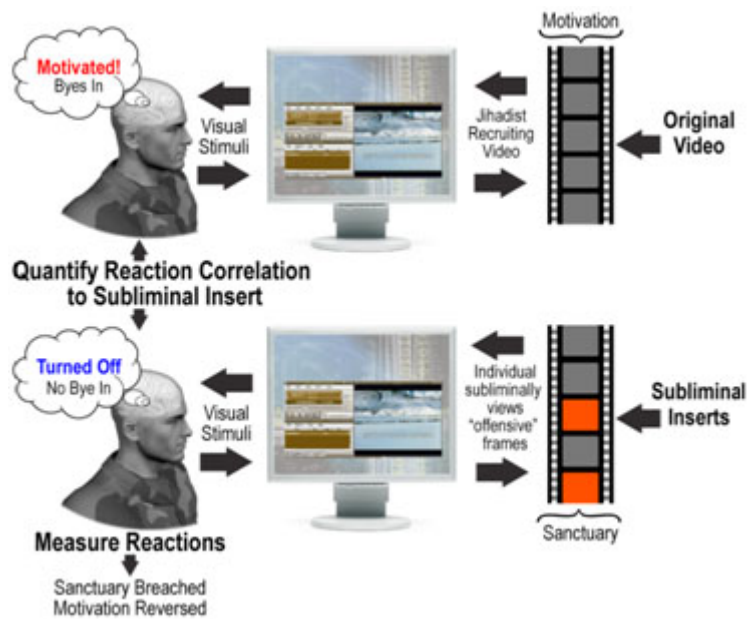 Motivation
Motivated!
Byes In
Visual
Stimuli
Jihadist
Recruiting
Video
Original
Video
Quantify Reaction Correlation
to Subliminal Insert
Turned Off
No Bye In
Visual
Stimuli
Individual
subliminally
views
"offensive"
frames
Subliminal
Inserts
Sanctuary
Measure Reactions
Sanctuary Breached
Motivation Reversed